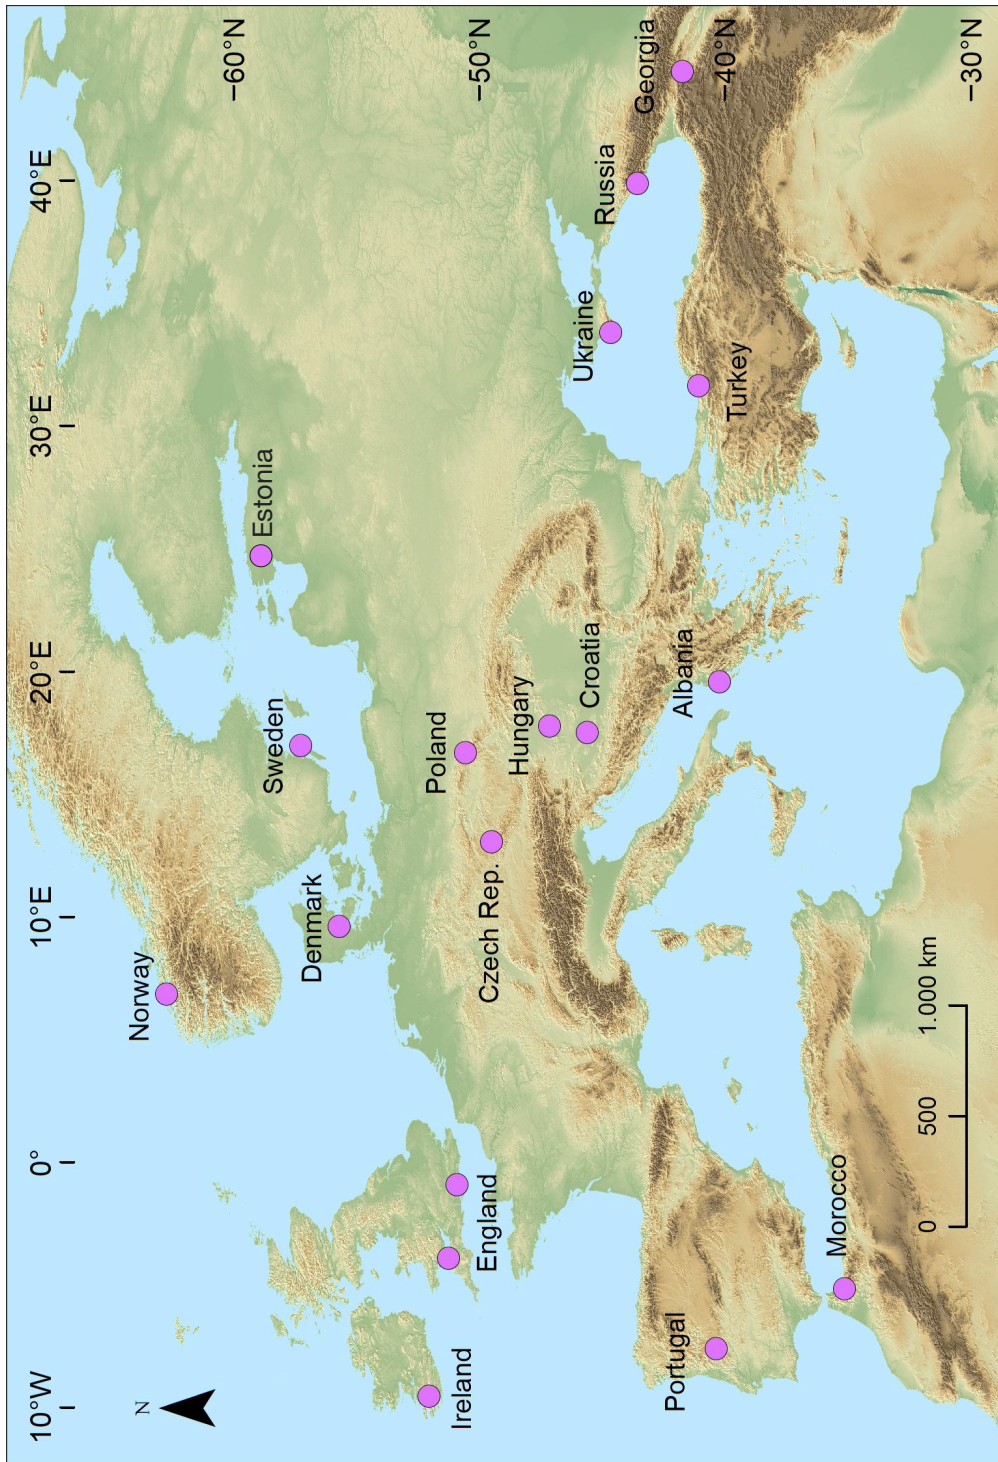 10°W
0°
10°E
20°E
30°E
40°E
N
Norway
–60°N
Estonia
Sweden
Denmark
Ireland
England
Poland
–50°N
Czech Rep.
Hungary
Croatia
Ukraine
Russia
Georgia
Portugal
Albania
Turkey
–40°N
Morocco
0
500
1.000 km
–30°N